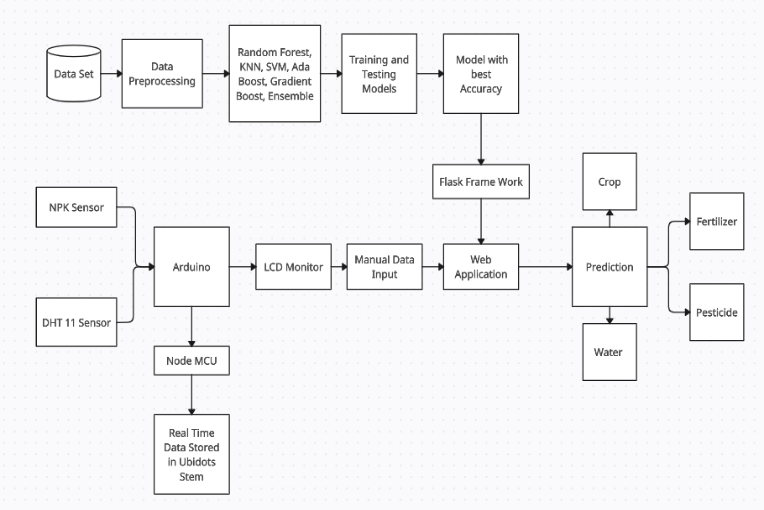 Data Set
Data
Preprocessing
Random Forest,
KNN, SVM, Ada
Boost, Gradient
Boost, Ensemble
Training and
Testing
Models
Model with
best
Accuracy
Flask Frame Work
Crop
NPK Sensor
Fertilizer
Arduino
LCD Monitor
Manual Data
Input
Web
Application
Prediction
DHT 11 Sensor
Pesticide
Node MCU
Water
Real Time
Data Stored
in Ubidots
Stem